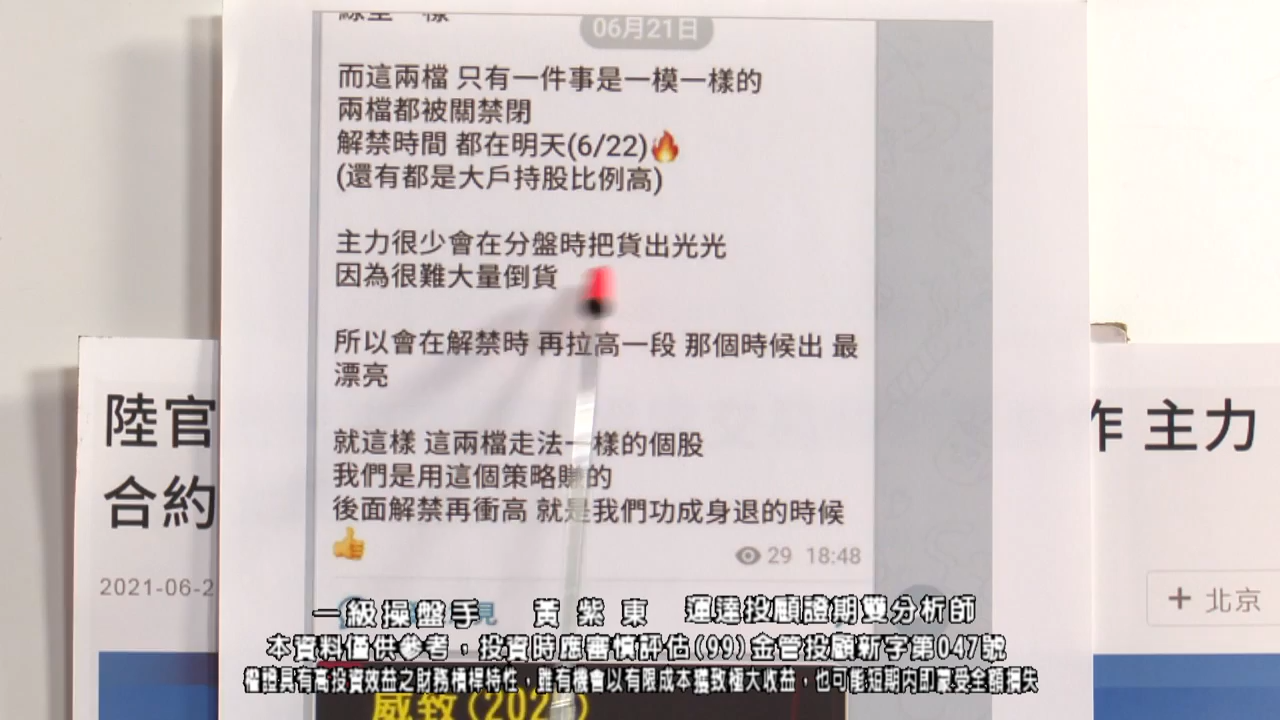 06月21日
而這兩檔 只有一件事是一模一樣的
兩檔都被關禁閉
解禁時間 都在明天(6/22)🔥
(還有都是大戶持股比例高)
主力很少會在分盤時把貨出光光
因為很難大量倒貨
所以會在解禁時 再拉高一段 那個時候出 最
漂亮
就這樣 這兩檔走法一樣的個股
我們是用這個策略賺的
後面解禁再衝高 就是我們功成身退的時候
👍
29 18:48
陸官
合約
2021-06-2
作 主力
+ 北京
見
一級操盤手 黃紫東 運達投顧證期雙分析師
本資料僅供參考，投資時應審慎評估(99)金管投顧新字第047號
權證具有高投資效益之財務槓桿特性，雖有機會以有限成本獲致極大收益，也可能短期內即蒙受全額損失
威致(202